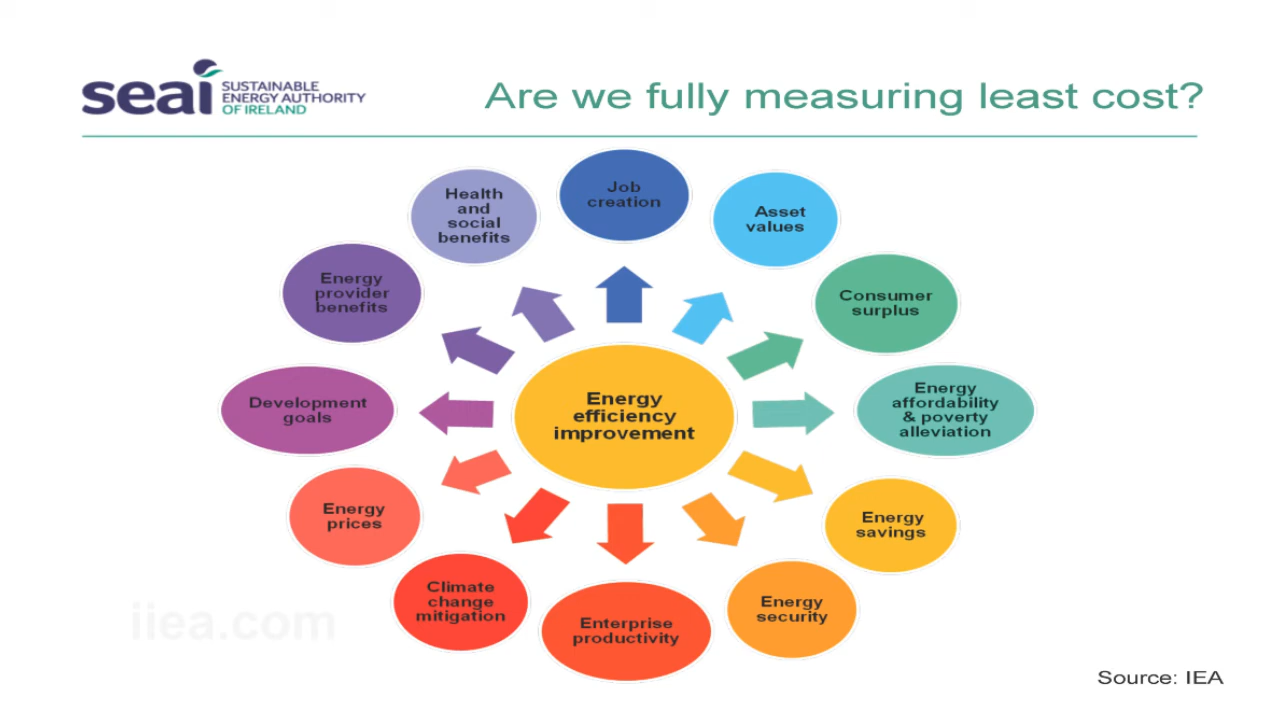 seai
SUSTAINABLE
ENERGY AUTHORITY
OF IRELAND
Are we fully measuring least cost?
Job
creation
Asset
values
Consumer
surplus
Energy
affordability
& poverty
alleviation
Energy
savings
Energy
security
Enterprise
productivity
Climate
change
mitigation
Energy
prices
Development
goals
Energy
provider
benefits
Health
and
social
benefits
Energy
efficiency
improvement
iiea.com
Source: IEA